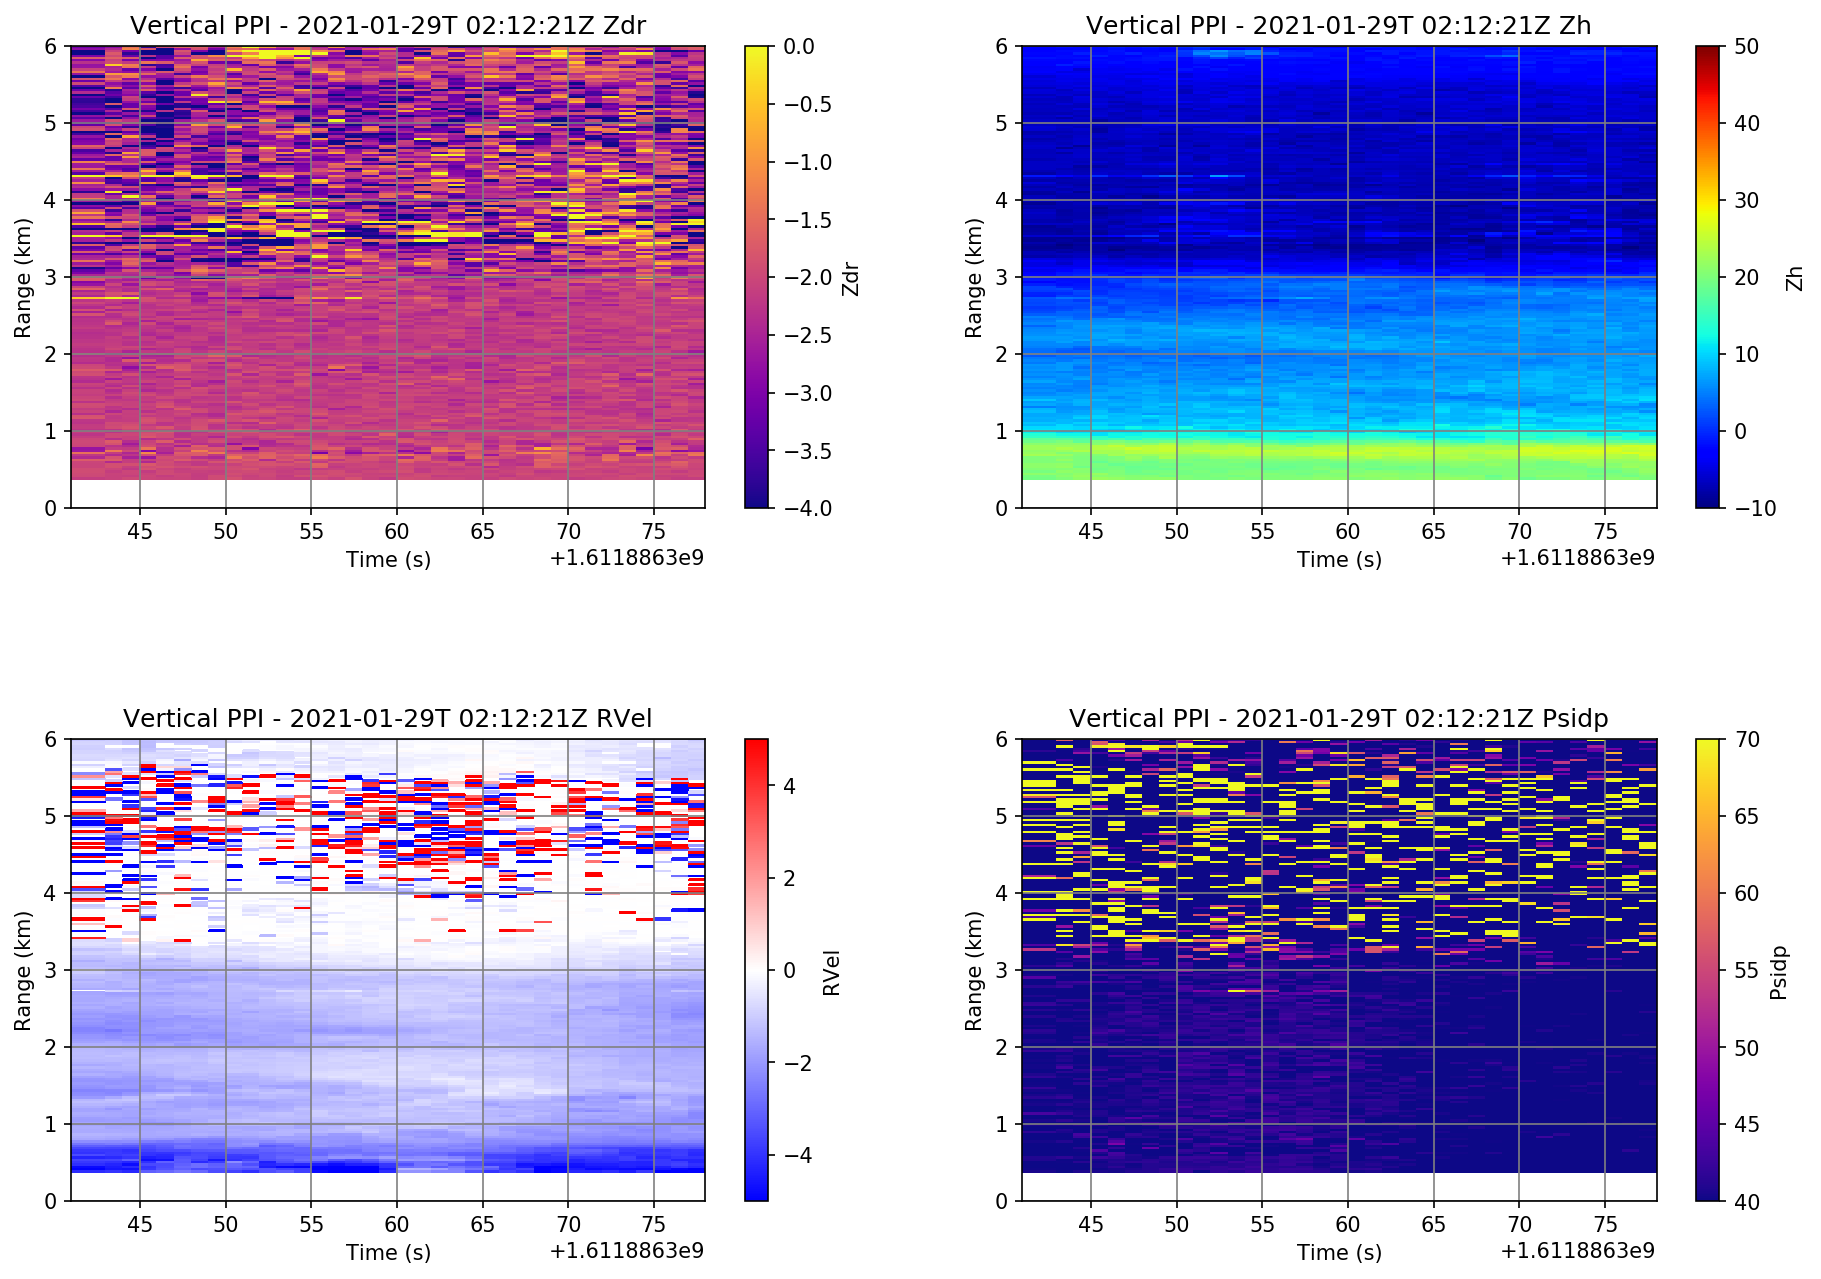 Vertical PPI - 2021-01-29T 02:12:21Z Zdr
Range (km)
6
5
4
3
2
1
0
45 50 55 60 65 70 75
Time (s)
+1.6118863e9
0.0
−0.5
−1.0
−1.5
−2.0
−2.5
−3.0
−3.5
−4.0
Zdr
Vertical PPI - 2021-01-29T 02:12:21Z Zh
Range (km)
6
5
4
3
2
1
0
45 50 55 60 65 70 75
Time (s)
+1.6118863e9
50
40
30
20
10
0
−10
Zh
Vertical PPI - 2021-01-29T 02:12:21Z RVel
Range (km)
6
5
4
3
2
1
0
45 50 55 60 65 70 75
Time (s)
+1.6118863e9
4
2
0
−2
−4
RVel
Vertical PPI - 2021-01-29T 02:12:21Z Psidp
Range (km)
6
5
4
3
2
1
0
45 50 55 60 65 70 75
Time (s)
+1.6118863e9
70
65
60
55
50
45
40
Psidp